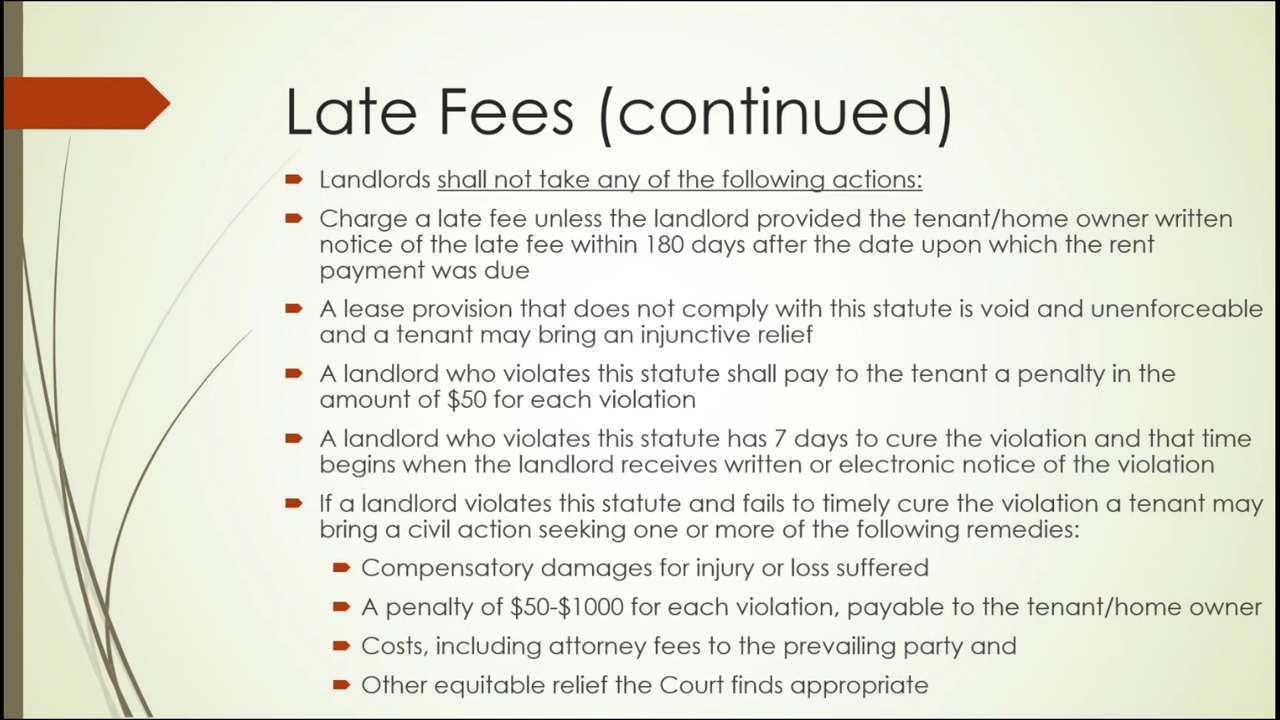 Late Fees (continued)
Landlords shall not take any of the following actions:
Charge a late fee unless the landlord provided the tenant/home owner written
notice of the late fee within 180 days after the date upon which the rent
payment was due
A lease provision that does not comply with this statute is void and unenforceable
and a tenant may bring an injunctive relief
A landlord who violates this statute shall pay to the tenant a penalty in the
amount of $50 for each violation
A landlord who violates this statute has 7 days to cure the violation and that time
begins when the landlord receives written or electronic notice of the violation
If a landlord violates this statute and fails to timely cure the violation a tenant may
bring a civil action seeking one or more of the following remedies:
Compensatory damages for injury or loss suffered
A penalty of $50-$1000 for each violation, payable to the tenant/home owner
Costs, including attorney fees to the prevailing party and
Other equitable relief the Court finds appropriate